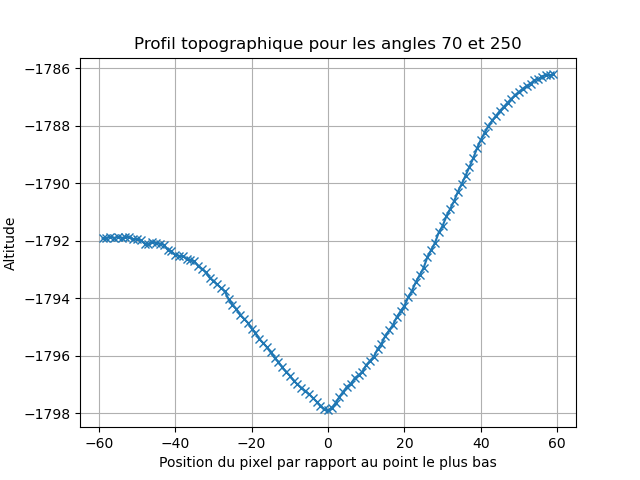 Profil topographique pour les angles 70 et 250
−1786
−1788
−1790
−1792
−1794
−1796
−1798
Altitude
−60 −40 −20 0 20 40 60
Position du pixel par rapport au point le plus bas